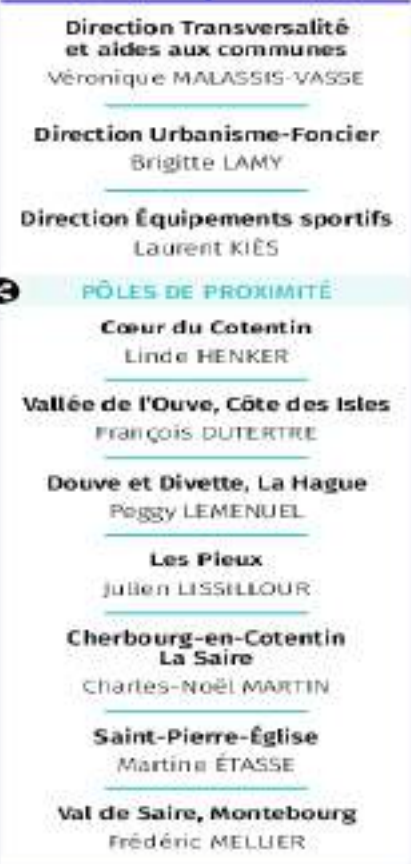 Direction Transversalité
et aides aux communes
Véronique MALASSIS-VASSE
Direction Urbanisme-Foncier
Brigitte LAMY
Direction Équipements sportifs
Laurent KIÈS
PÔLES DE PROXIMITÉ
Cœur du Cotentin
Linda HENKER
Vallée de l'Ouve, Côte des Isles
François DUTERTRE
Douve et Divette, La Hague
Peggy LEMENUEL
Les Pieux
Julien LISSILLOUR
Cherbourg-en-Cotentin
La Saire
Charles-Noël MARTIN
Saint-Pierre-Église
Martine ÉTASSE
Val de Saire, Montebourg
Frédéric MELLIER